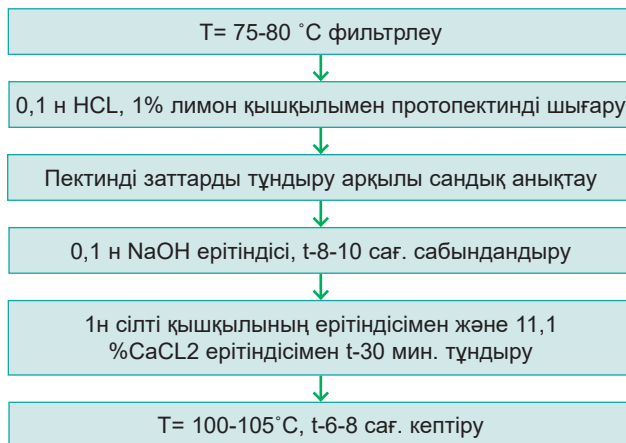 T= 75-80 ˚C фильтрлеу
0,1 н HCL, 1% лимон қышқылымен протопектинді шығару
Пектинді заттарды тұндыру арқылы сандық анықтау
0,1 н NaOH ерітіндісі, t-8-10 сағ. сабындандыру
1н сілті қышқылының ерітіндісімен және 11,1
%CaCL2 ерітіндісімен t-30 мин. тұндыру
T= 100-105˚C, t-6-8 сағ. кептіру